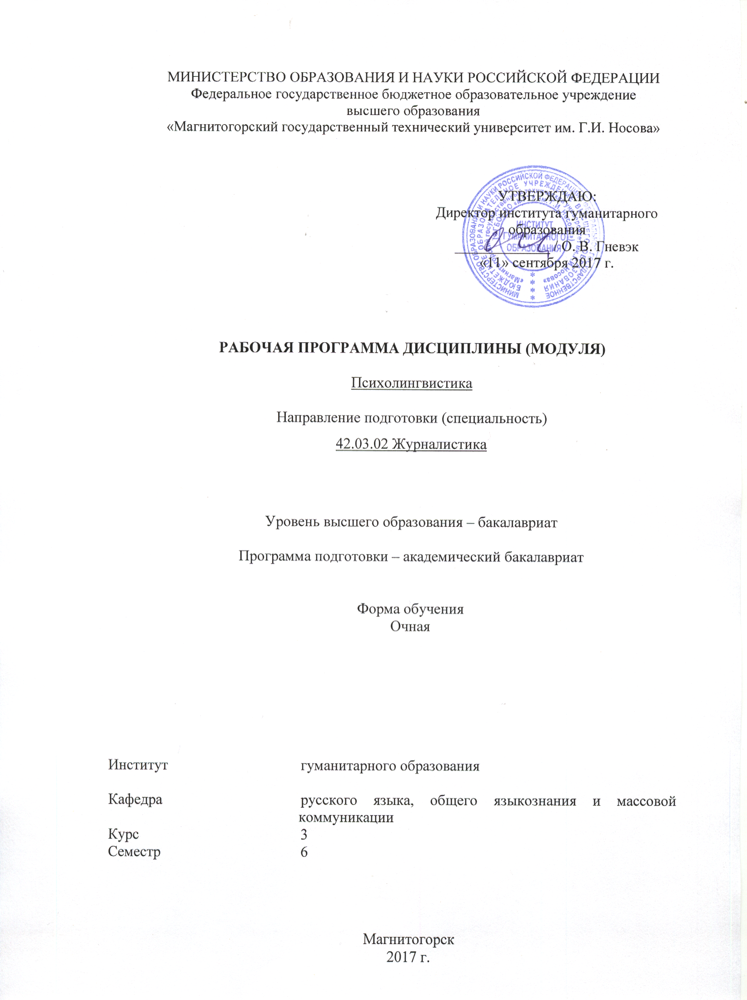 МИНИСТЕРСТВО ОБРАЗОВАНИЯ И НАУКИ РОССИЙСКОЙ ФЕДЕРАЦИИ
Федеральное государственное бюджетное образовательное учреждение
высшего образования
«Магнитогорский государственный технический университет им. Г.И. Носова»
УТВЕРЖДАЮ:
Директор института гуманитарного
образования
/ О. В. Гневэк
«11» сентября 2017 г.
ИНСТИТУТ
ГУМАНИТАРНОГО
ОБРАЗОВАНИЯ
РАБОЧАЯ ПРОГРАММА ДИСЦИПЛИНЫ (МОДУЛЯ)
Психолингвистика
Направление подготовки (специальность)
42.03.02 Журналистика
Уровень высшего образования – бакалавриат
Программа подготовки – академический бакалавриат
Форма обучения
Очная
Институт гуманитарного образования
Кафедра русского языка, общего языкознания и массовой
коммуникации
Курс 3
Семестр 6
Магнитогорск
2017 г.